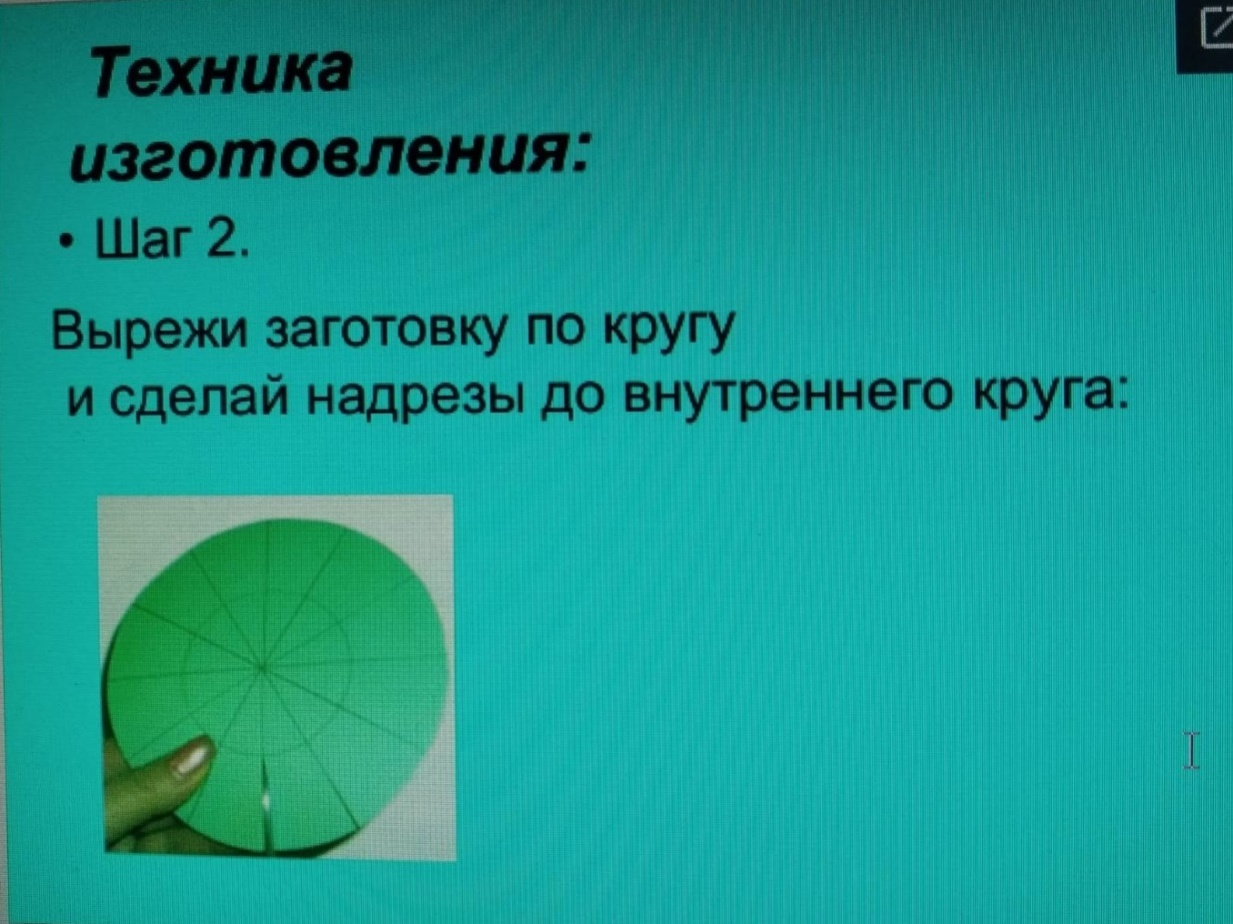 Техника
изготовления:
• Шаг 2.
Вырежи заготовку по кругу
и сделай надрезы до внутреннего круга: